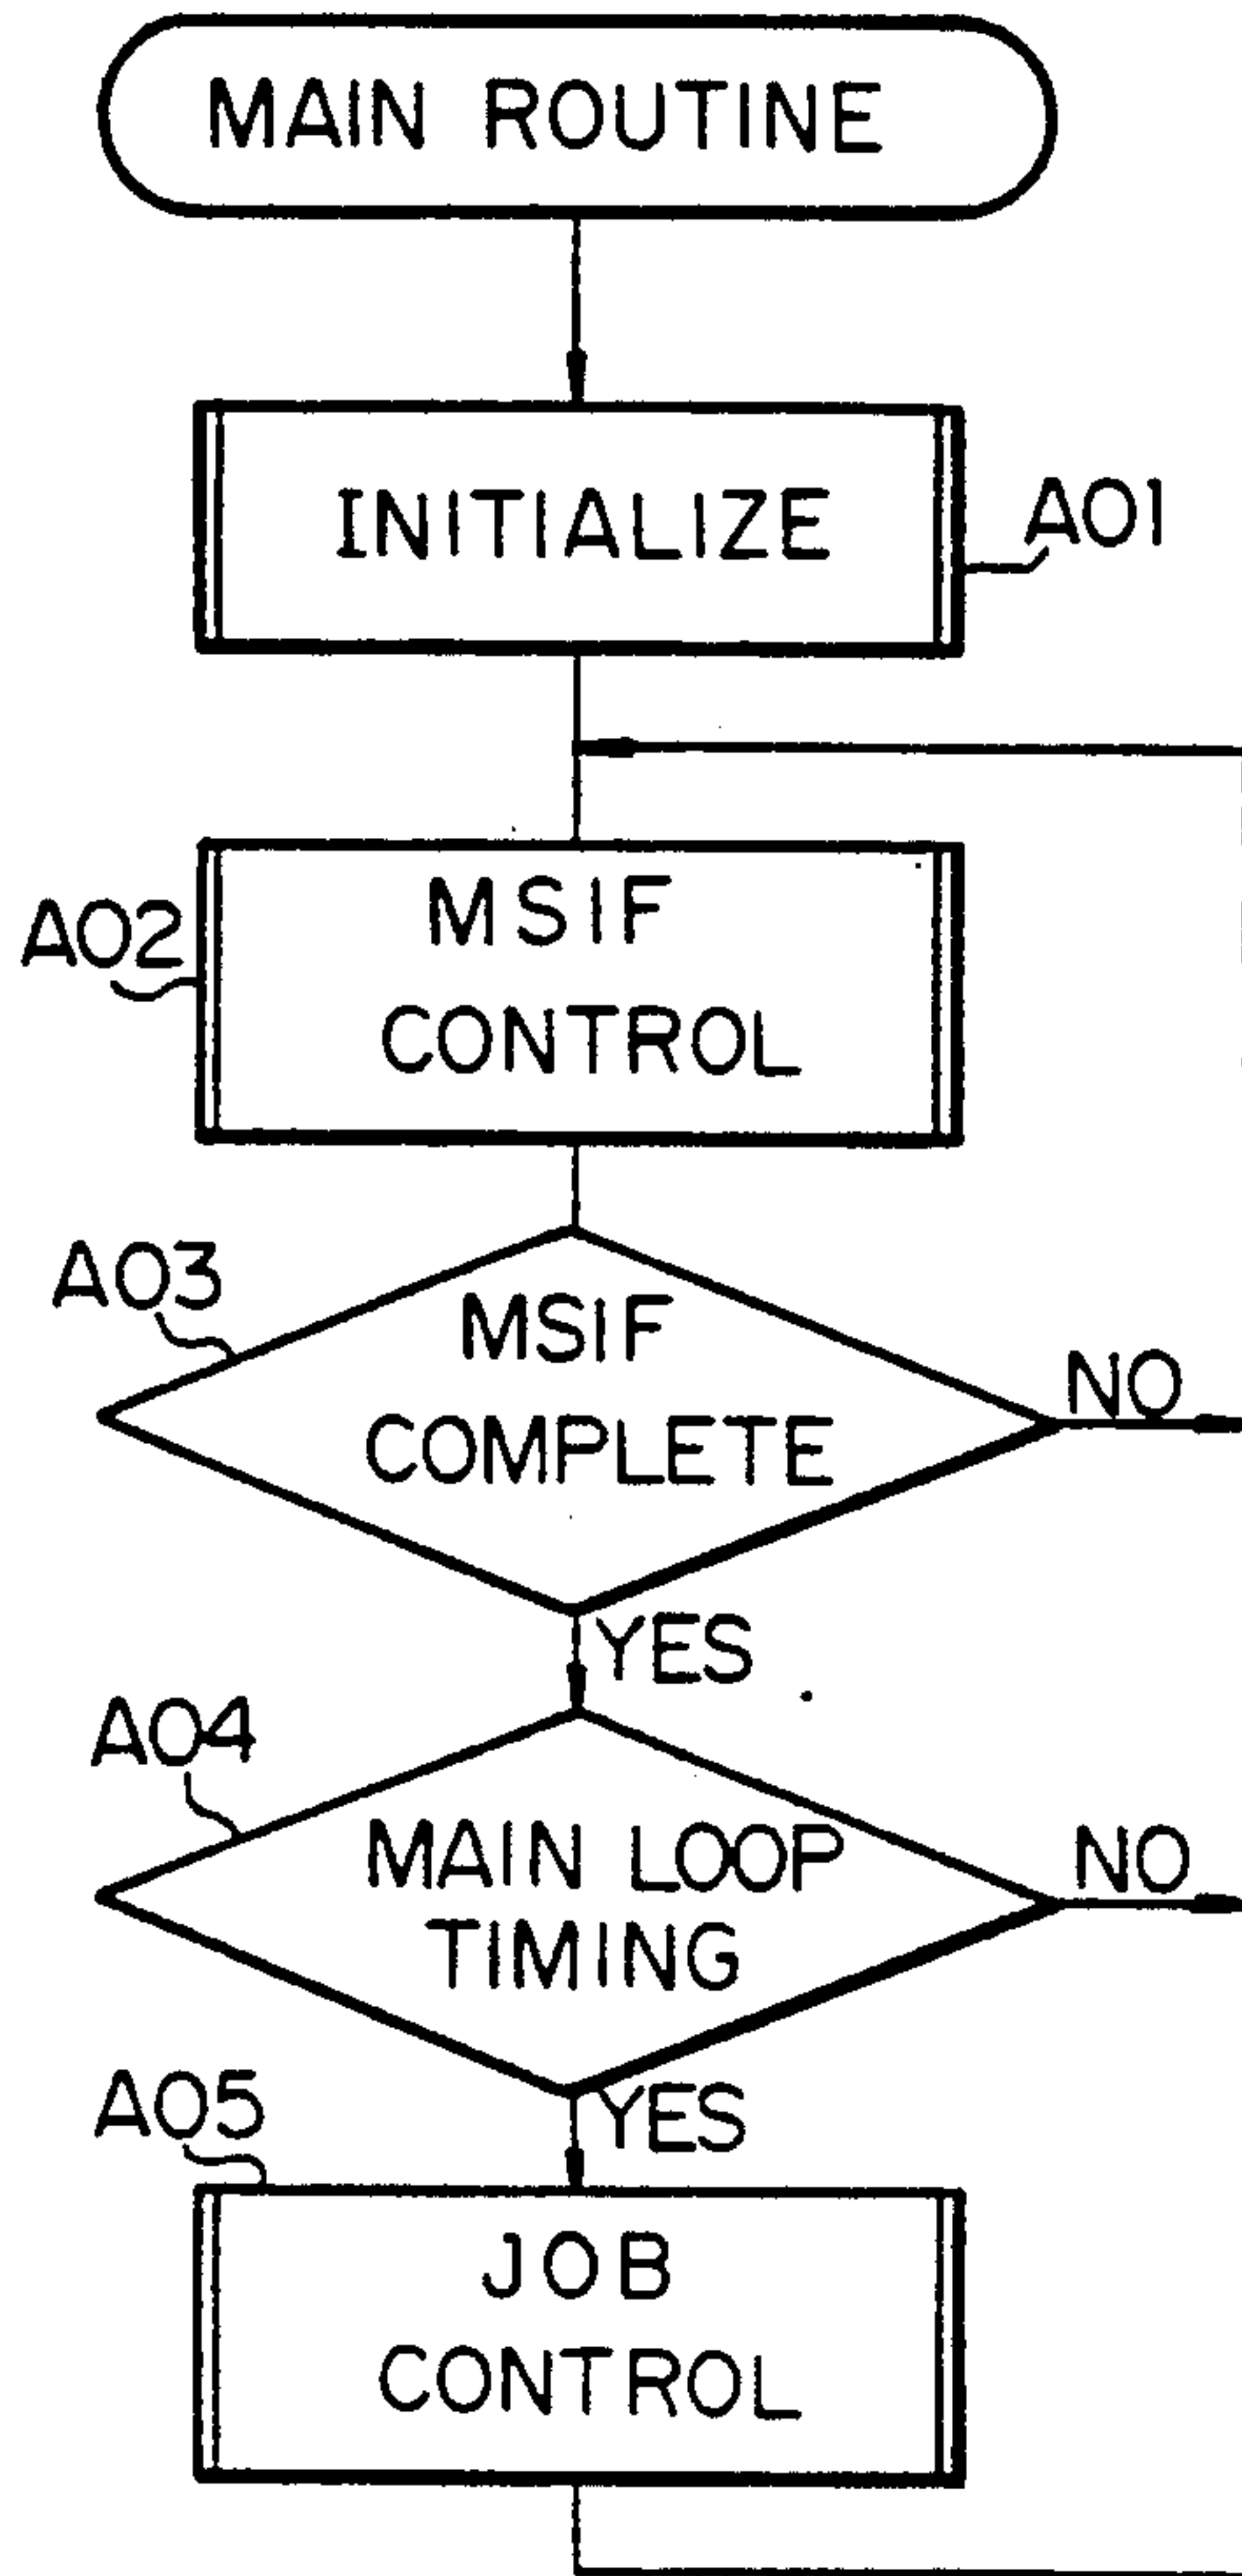 MAIN ROUTINE
INITIALIZE
A01
A02
MSIF
CONTROL
A03
MSIF
COMPLETE
NO
YES
A04
MAIN LOOP
TIMING
NO
YES
A05
JOB
CONTROL